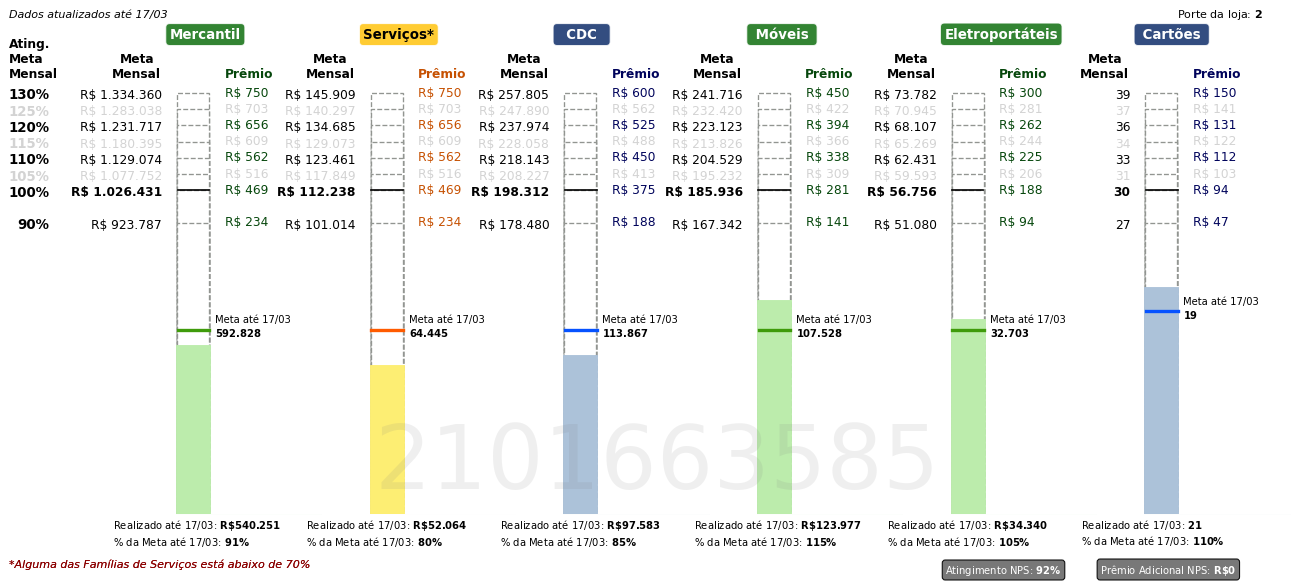 Dados atualizados até 17/03
Porte da loja: 2
Mercantil Serviços* CDC Móveis Eletroportáteis Cartões
Ating.
Meta Meta Meta Meta Meta Meta Meta
Mensal Mensal Prêmio Mensal Prêmio Mensal Prêmio Mensal Prêmio Mensal Prêmio Mensal Prêmio
130% R$ 1.334.360 R$ 750 R$ 145.909 R$ 750 R$ 257.805 R$ 600 R$ 241.716 R$ 450 R$ 73.782 R$ 300 39 R$ 150
125% R$ 1.283.038 R$ 703 R$ 140.297 R$ 703 R$ 247.890 R$ 562 R$ 232.420 R$ 422 R$ 70.945 R$ 281 37 R$ 141
120% R$ 1.231.717 R$ 656 R$ 134.685 R$ 656 R$ 237.974 R$ 525 R$ 223.123 R$ 394 R$ 68.107 R$ 262 36 R$ 131
115% R$ 1.180.395 R$ 609 R$ 129.073 R$ 609 R$ 228.058 R$ 488 R$ 213.826 R$ 366 R$ 65.269 R$ 244 34 R$ 122
110% R$ 1.129.074 R$ 562 R$ 123.461 R$ 562 R$ 218.143 R$ 450 R$ 204.529 R$ 338 R$ 62.431 R$ 225 33 R$ 112
105% R$ 1.077.752 R$ 516 R$ 117.849 R$ 516 R$ 208.227 R$ 413 R$ 195.232 R$ 309 R$ 59.593 R$ 206 31 R$ 103
100% R$ 1.026.431 R$ 469 R$ 112.238 R$ 469 R$ 198.312 R$ 375 R$ 185.936 R$ 281 R$ 56.756 R$ 188 30 R$ 94
90% R$ 923.787 R$ 234 R$ 101.014 R$ 234 R$ 178.480 R$ 188 R$ 167.342 R$ 141 R$ 51.080 R$ 94 27 R$ 47
Meta até 17/03
19
Meta até 17/03 Meta até 17/03 Meta até 17/03 Meta até 17/03 Meta até 17/03
592.828 64.445 113.867 107.528 32.703
2101663585
Realizado até 17/03: R$540.251 Realizado até 17/03: R$52.064 Realizado até 17/03: R$97.583 Realizado até 17/03: R$123.977 Realizado até 17/03: R$34.340 Realizado até 17/03: 21
% da Meta até 17/03: 91% % da Meta até 17/03: 80% % da Meta até 17/03: 85% % da Meta até 17/03: 115% % da Meta até 17/03: 105% % da Meta até 17/03: 110%
*Alguma das Famílias de Serviços está abaixo de 70%
Atingimento NPS: 92% Prêmio Adicional NPS: R$0